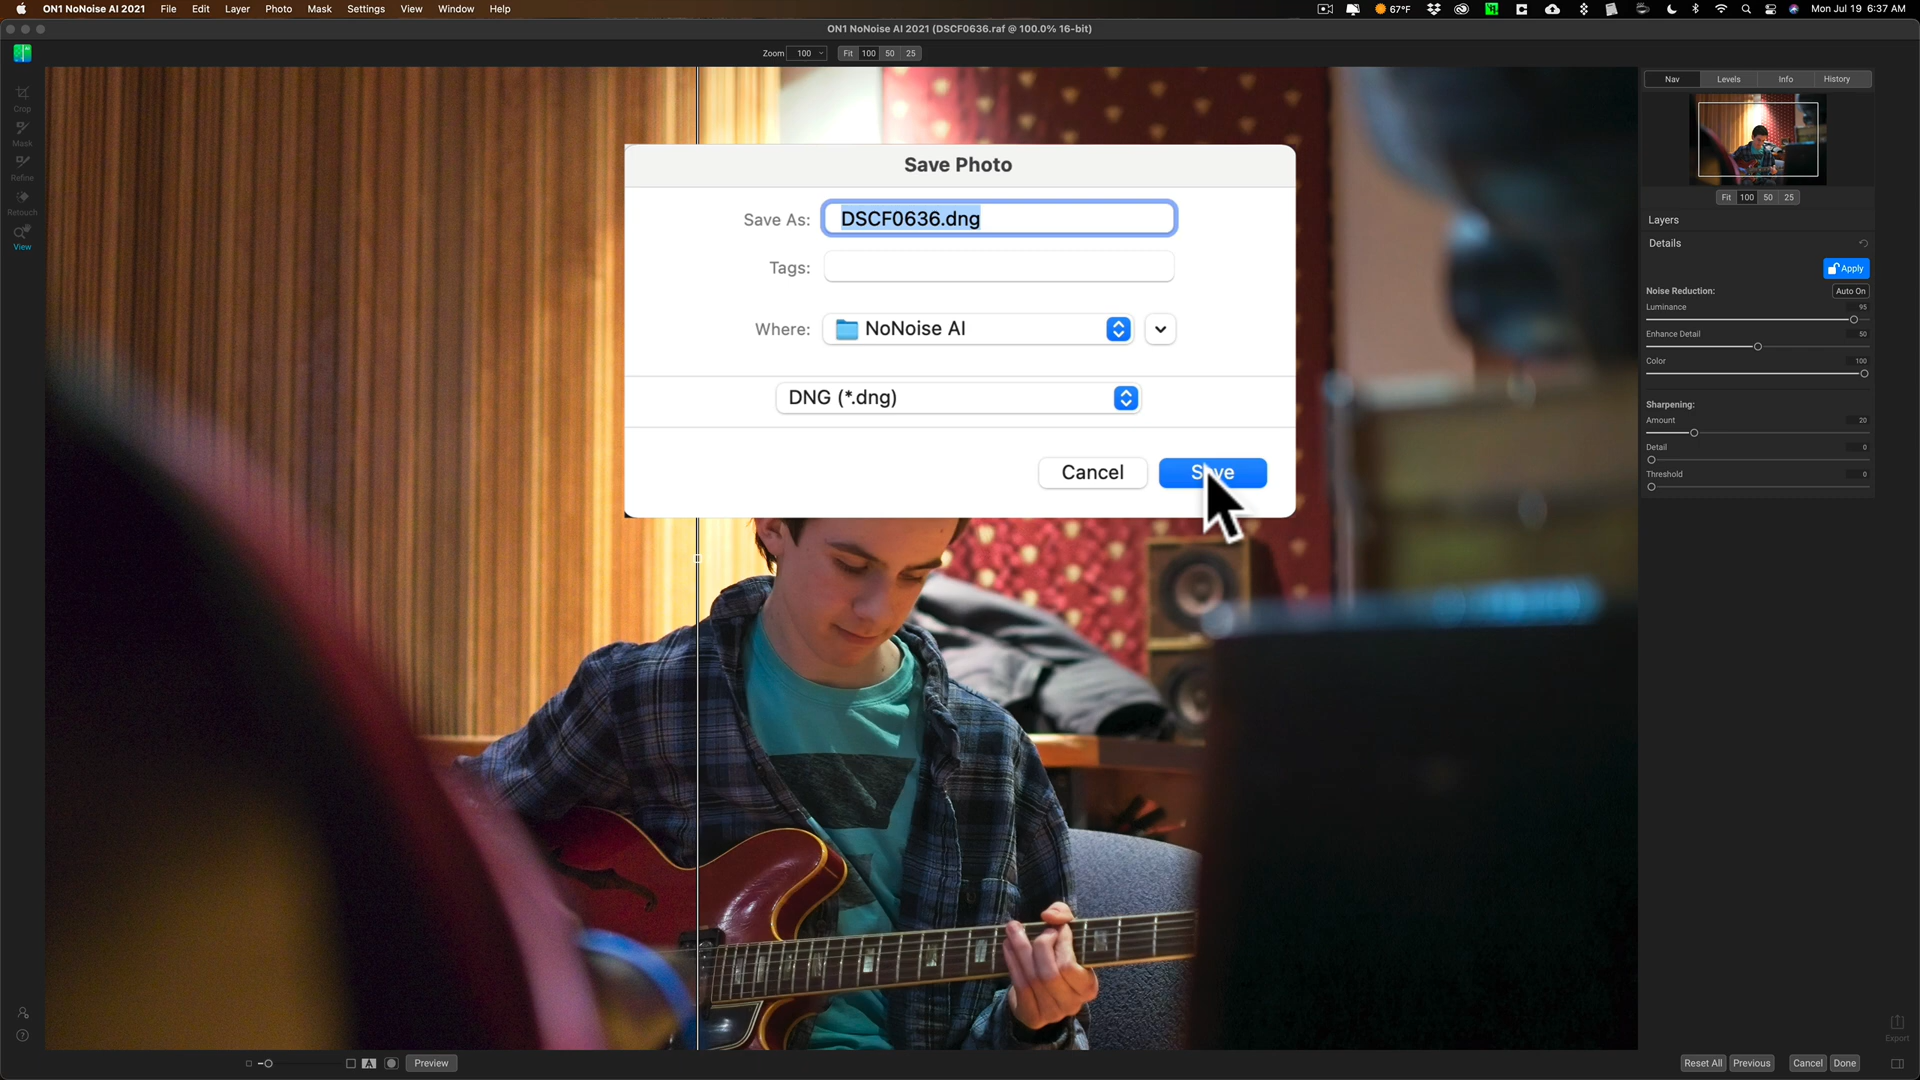 ON1 NoNoise AI 2021 File Edit Layer Photo Mask Settings View Window Help 67°F Mon Jul 19 6:37 AM
ON1 NoNoise AI 2021 (DSCF0636.raf @ 100.0% 16-bit)
Zoom 100 Fit 100 50 25
Crop
Mask
Refine
Retouch
View
Save Photo
Save As: DSCF0636.dng
Tags:
Where: NoNoise AI
DNG (*.dng)
Cancel Save
Nav Levels Info History
Fit 100 50 25
Layers
Details
Apply
Noise Reduction: Auto On
Luminance 95
Enhance Detail 50
Color 100
Sharpening:
Amount 20
Detail 0
Threshold 0
Export
A Preview
Reset All Previous Cancel Done